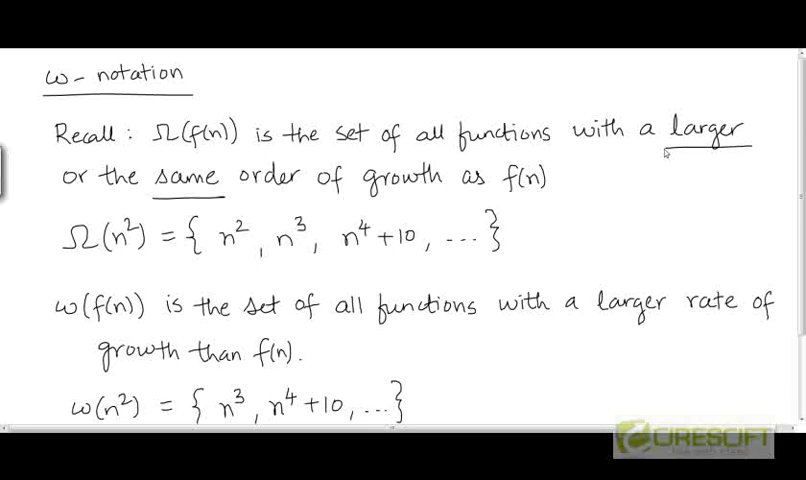 ω - notation
Recall : Ω(f(n)) is the set of all functions with a larger
or the same order of growth as f(n)
Ω(n²) = { n², n³, n⁴+10, ... }
ω(f(n)) is the set of all functions with a larger rate of
growth than f(n).
ω(n²) = { n³, n⁴+10, ... }